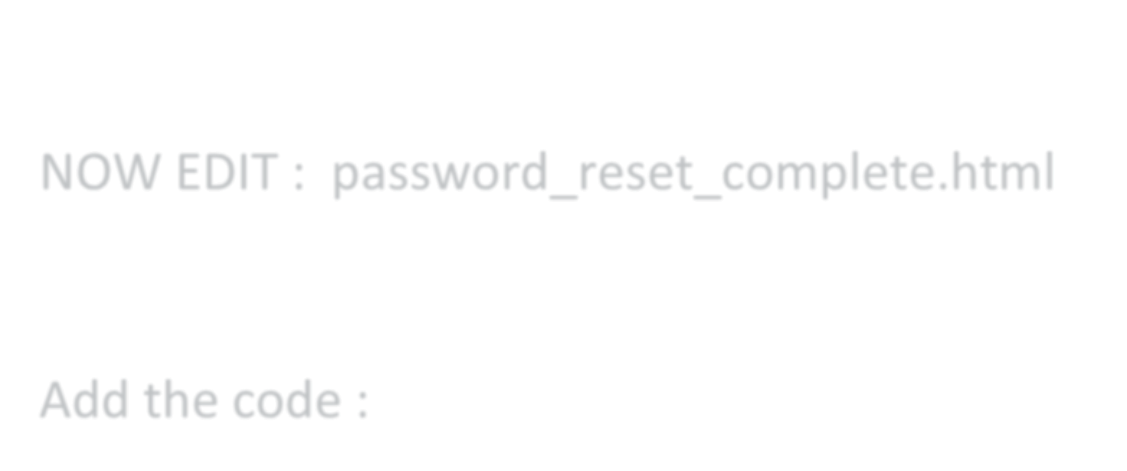 NOW EDIT : password_reset_complete.html
Add the code :